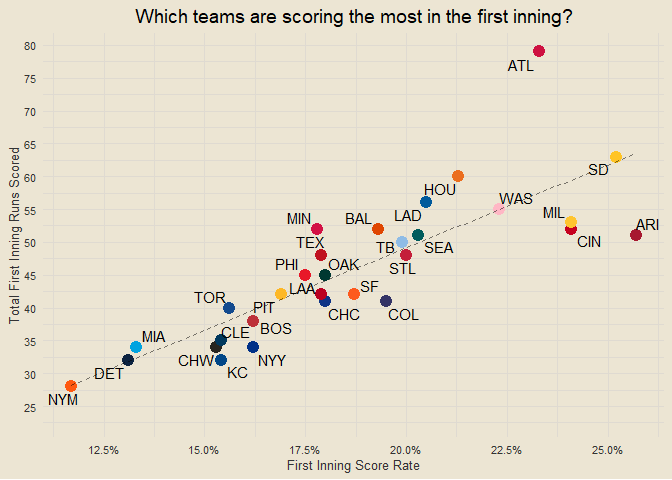 Which teams are scoring the most in the first inning?
Total First Inning Runs Scored
80
75
70
65
60
55
50
45
40
35
30
25
ATL
SD
HOU
WAS
LAD
MIL
ARI
MIN
BAL
CIN
TEX
TB
SEA
PHI
OAK
STL
LAA
SF
TOR
PIT
CHC
COL
MIA
CLE
BOS
CHW
NYY
DET
KC
NYM
12.5%
15.0%
17.5%
20.0%
22.5%
25.0%
First Inning Score Rate